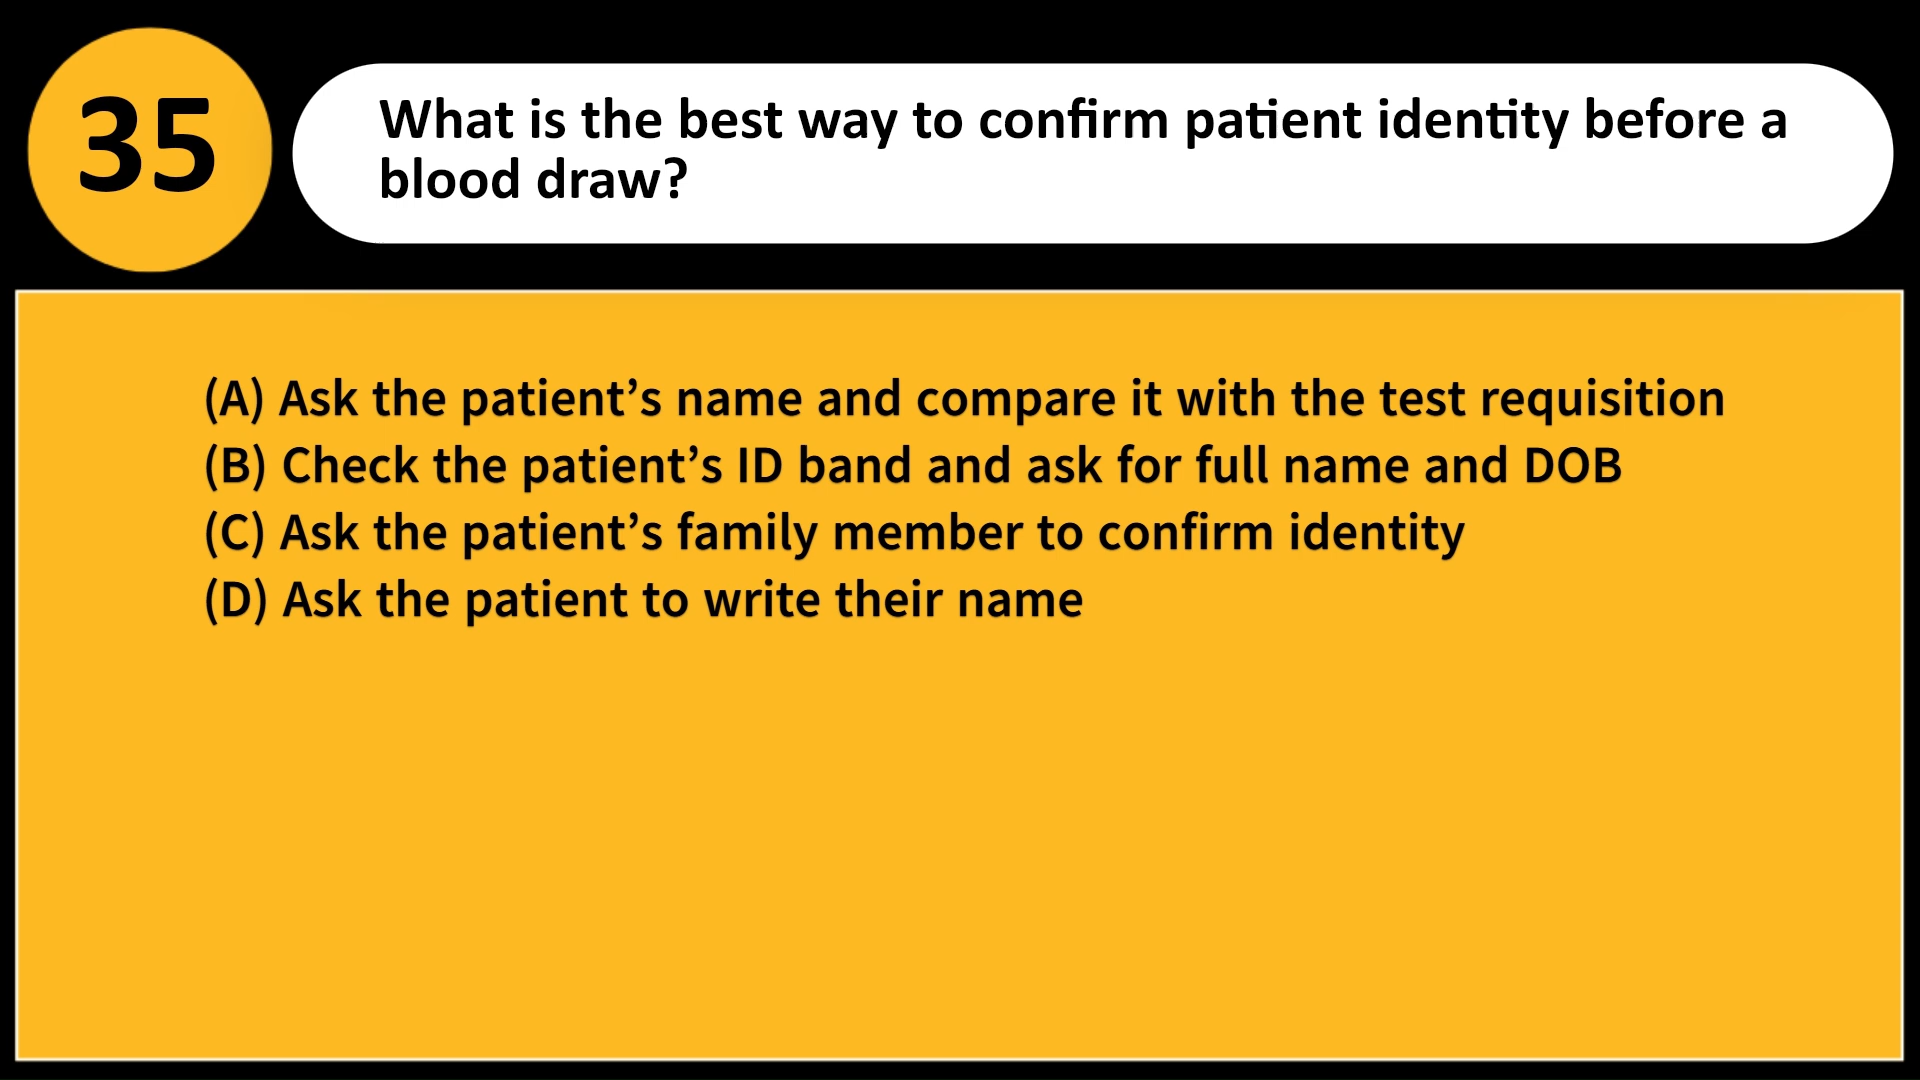 35
What is the best way to confirm patient identity before a
blood draw?
(A) Ask the patient’s name and compare it with the test requisition
(B) Check the patient’s ID band and ask for full name and DOB
(C) Ask the patient’s family member to confirm identity
(D) Ask the patient to write their name